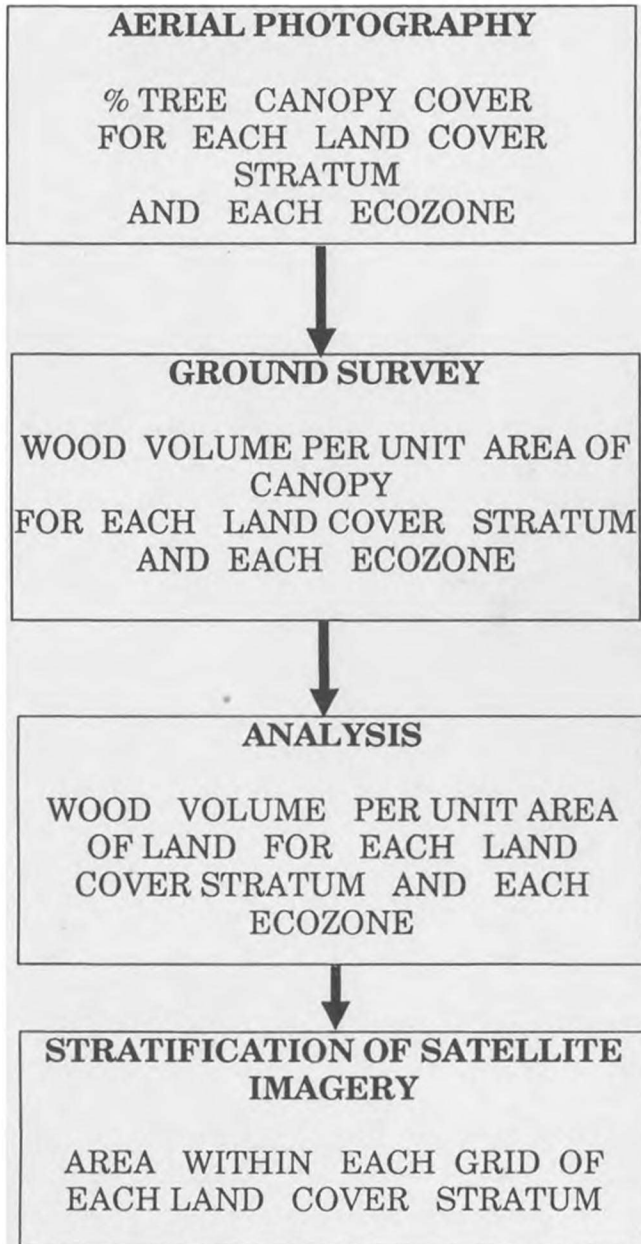 AERIAL PHOTOGRAPHY
% TREE CANOPY COVER
FOR EACH LAND COVER
STRATUM
AND EACH ECOZONE
GROUND SURVEY
WOOD VOLUME PER UNIT AREA OF
CANOPY
FOR EACH LAND COVER STRATUM
AND EACH ECOZONE
ANALYSIS
WOOD VOLUME PER UNIT AREA
OF LAND FOR EACH LAND
COVER STRATUM AND EACH
ECOZONE
STRATIFICATION OF SATELLITE
IMAGERY
AREA WITHIN EACH GRID OF
EACH LAND COVER STRATUM